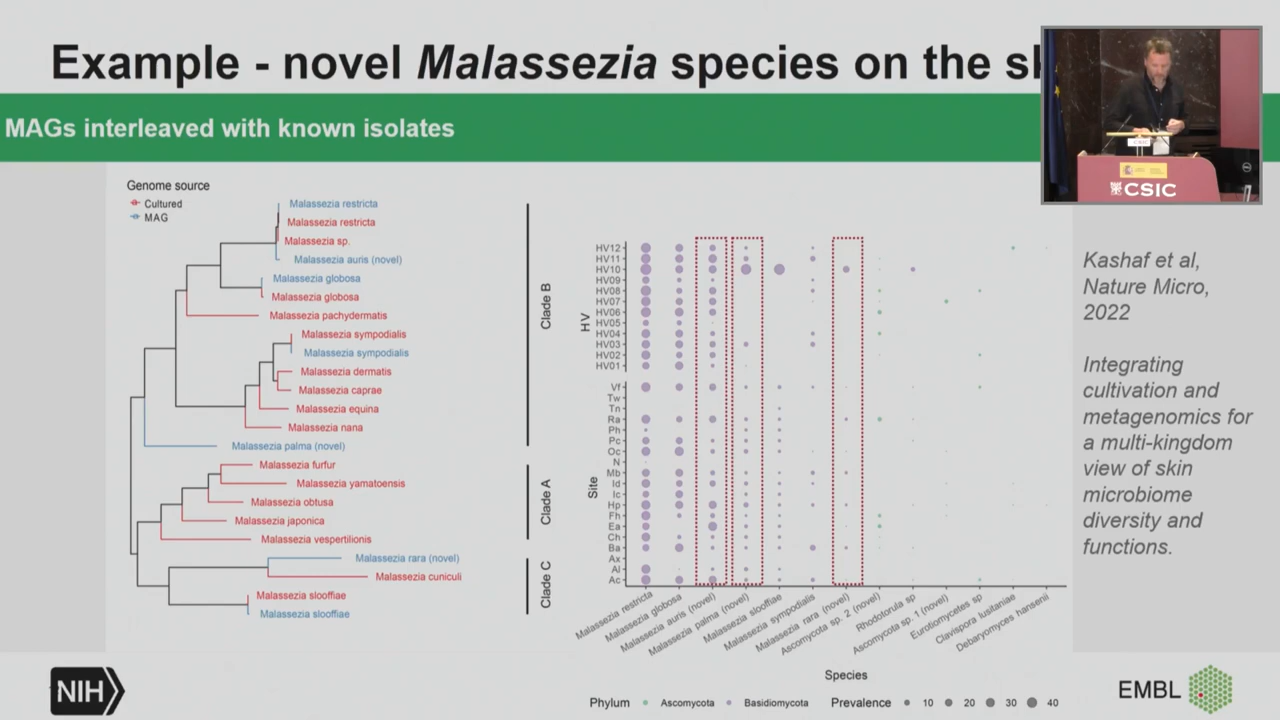 Example - novel Malassezia species on the sk
MAGs interleaved with known isolates
CSIC
CSIC
Genome source
Cultured
MAG
Malassezia restricta
Malassezia restricta
Malassezia sp.
Malassezia auris (novel)
Malassezia globosa
Malassezia globosa
Malassezia pachydermatis
Malassezia sympodialis
Malassezia sympodialis
Malassezia dermatis
Malassezia caprae
Malassezia equina
Malassezia nana
Malassezia palma (novel)
Malassezia furfur
Malassezia yamatoensis
Malassezia obtusa
Malassezia japonica
Malassezia vespertilionis
Malassezia rara (novel)
Malassezia cuniculi
Malassezia slooffiae
Malassezia slooffiae
Clade B
Clade A
Clade C
HV
HV12
HV11
HV10
HV09
HV08
HV07
HV06
HV05
HV04
HV03
HV02
HV01
Site
Vf
Tw
Tn
Ra
Ph
Pc
Oc
N
Mb
Id
Ic
Hp
Fh
Ea
Ch
Ba
Ax
Al
Ac
Malassezia restricta
Malassezia globosa
Malassezia auris (novel)
Malassezia palma (novel)
Malassezia slooffiae
Malassezia sympodialis
Malassezia rara (novel)
Ascomycota sp. 2 (novel)
Rhodotorula sp
Ascomycota sp. 1 (novel)
Eurotiomycetes sp
Clavispora lusitaniae
Debaryomyces hansenii
Species
Phylum
Ascomycota
Basidiomycota
Prevalence
10
20
30
40
Kashaf et al,
Nature Micro,
2022
Integrating
cultivation and
metagenomics for
a multi-kingdom
view of skin
microbiome
diversity and
functions.
NIH
EMBL